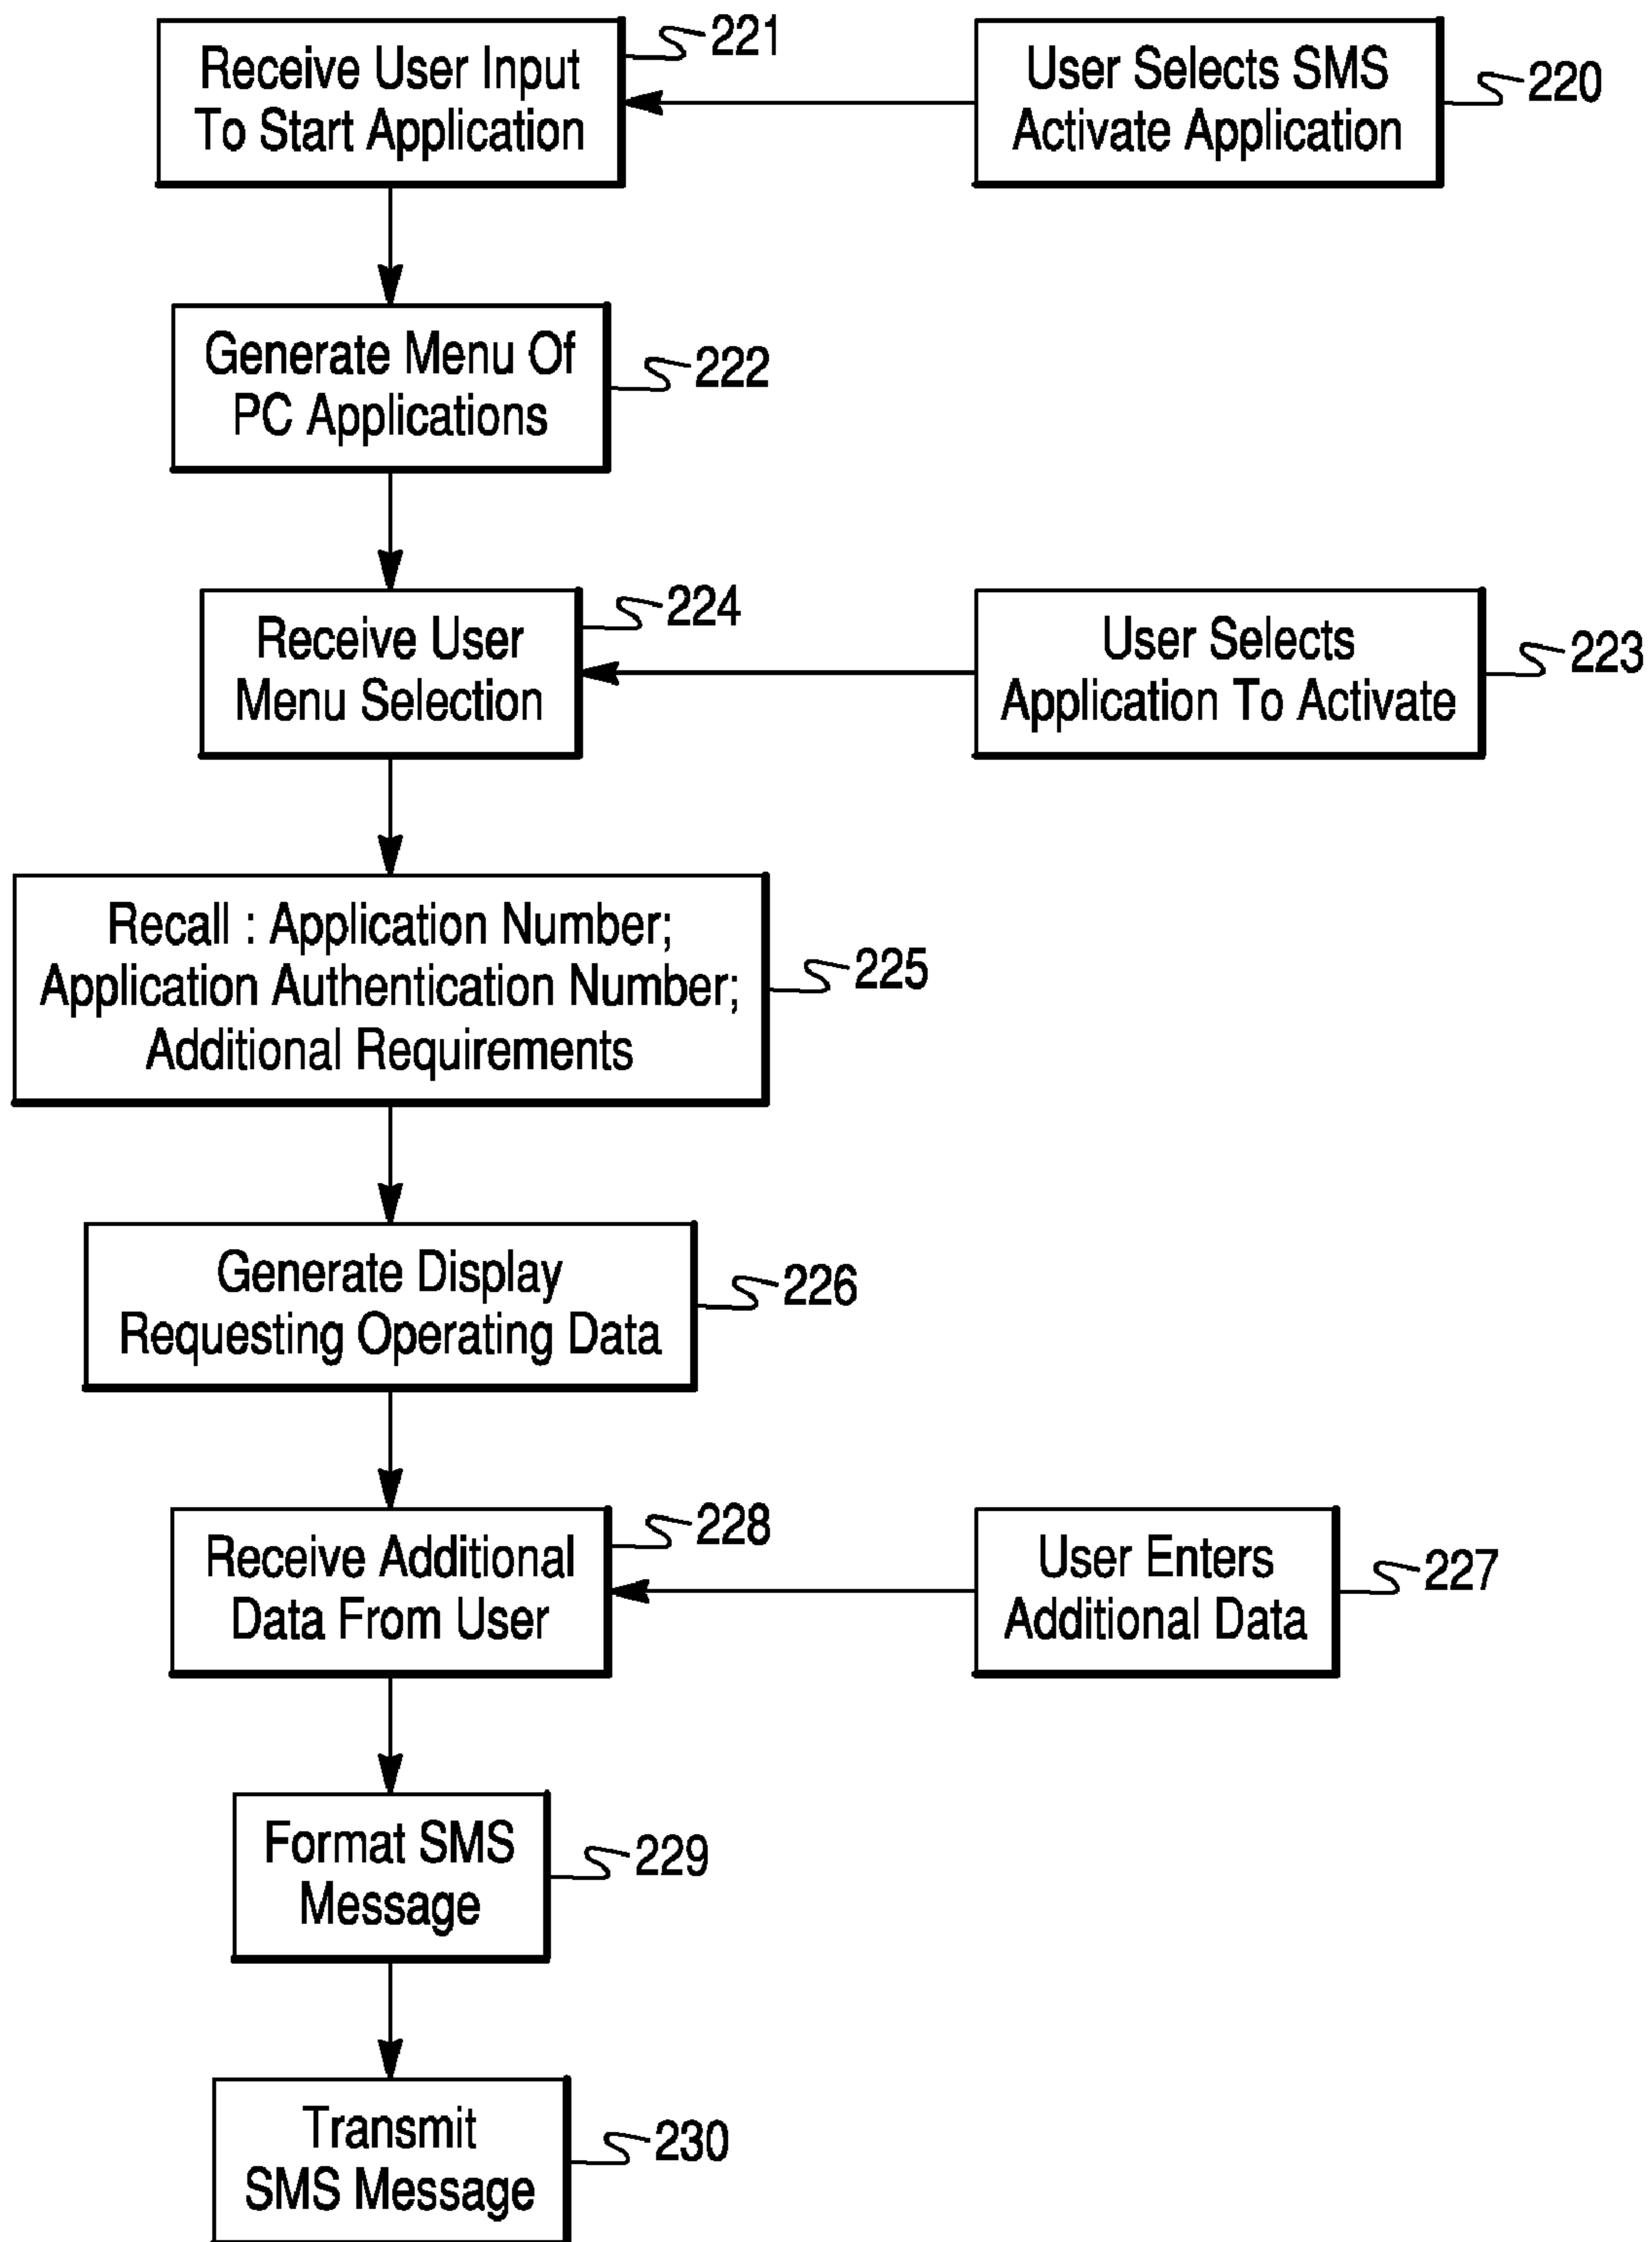 Receive User Input
To Start Application
221
User Selects SMS
Activate Application
220
Generate Menu Of
PC Applications
222
Receive User
Menu Selection
224
User Selects
Application To Activate
223
Recall : Application Number;
Application Authentication Number;
Additional Requirements
225
Generate Display
Requesting Operating Data
226
Receive Additional
Data From User
228
User Enters
Additional Data
227
Format SMS
Message
229
Transmit
SMS Message
230